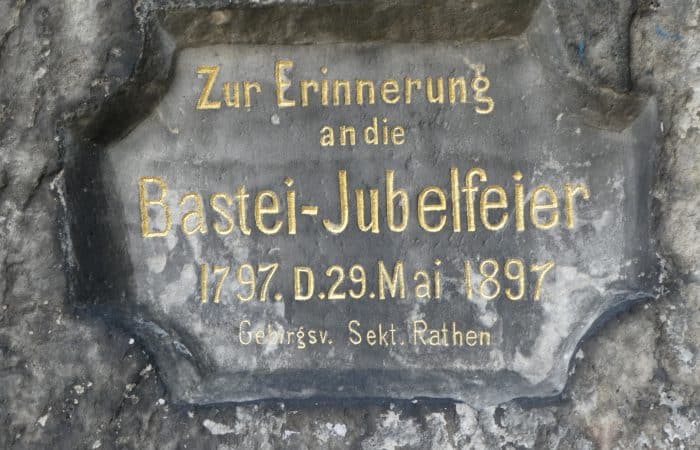 Zur Erinnerung
an die
Bastei-Jubelfeier
1797. D. 29. Mai 1897
Gebirgsv. Sekt. Rathen